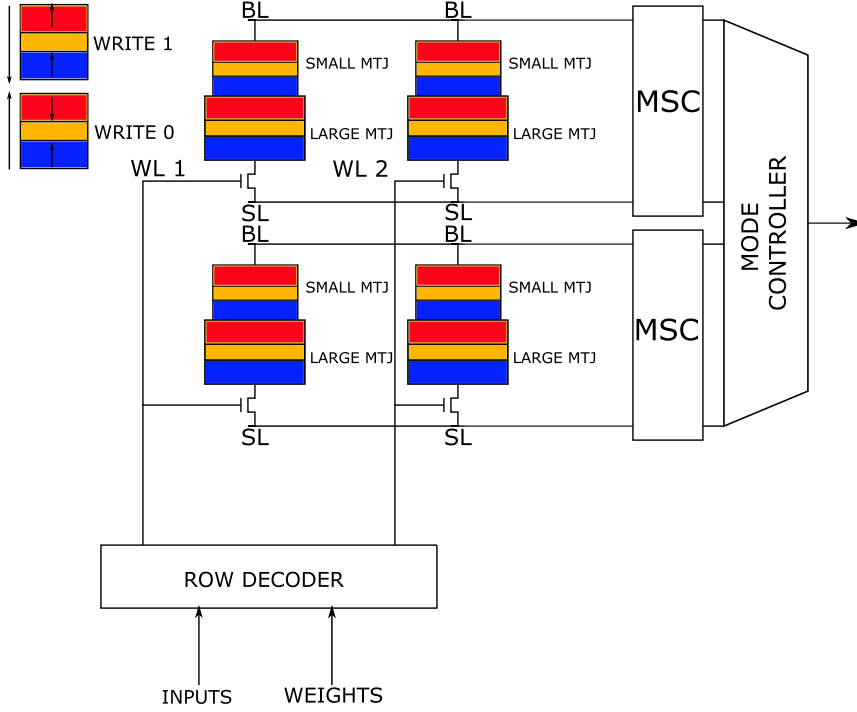 BL
BL
WRITE 1
SMALL MTJ
SMALL MTJ
MSC
WRITE 0
LARGE MTJ
LARGE MTJ
WL 1
WL 2
SL
SL
BL
BL
MODE
CONTROLLER
SMALL MTJ
SMALL MTJ
MSC
LARGE MTJ
LARGE MTJ
SL
SL
ROW DECODER
INPUTS
WEIGHTS